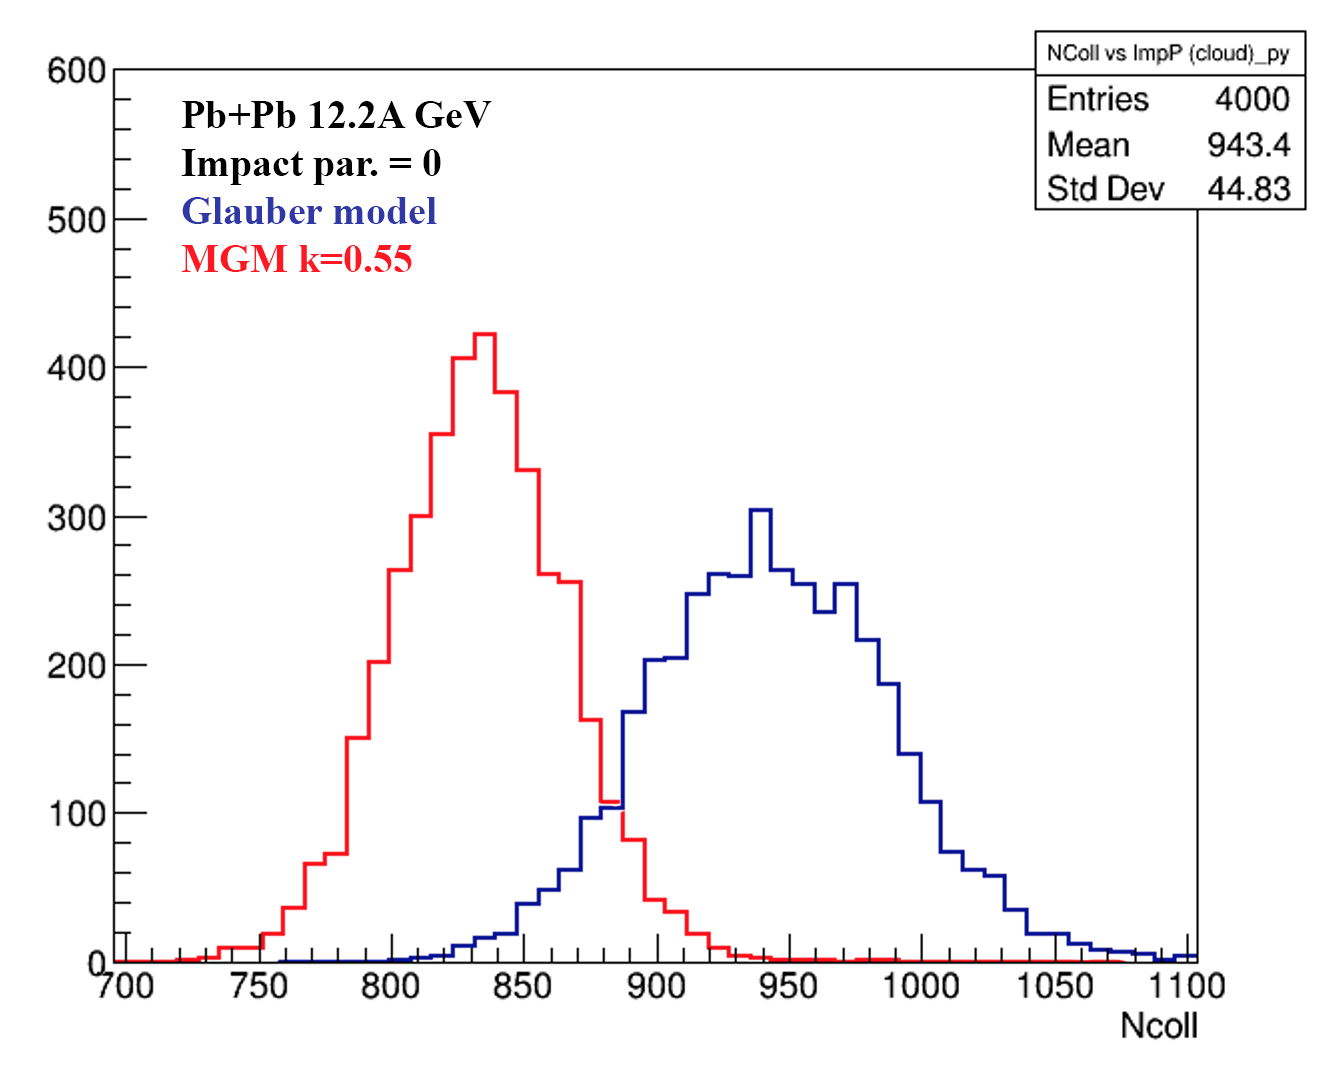 NColl vs ImpP (cloud)_py
Entries 4000
Mean 943.4
Std Dev 44.83
Pb+Pb 12.2A GeV
Impact par. = 0
Glauber model
MGM k=0.55
600
500
400
300
200
100
0
700 750 800 850 900 950 1000 1050 1100
Ncoll